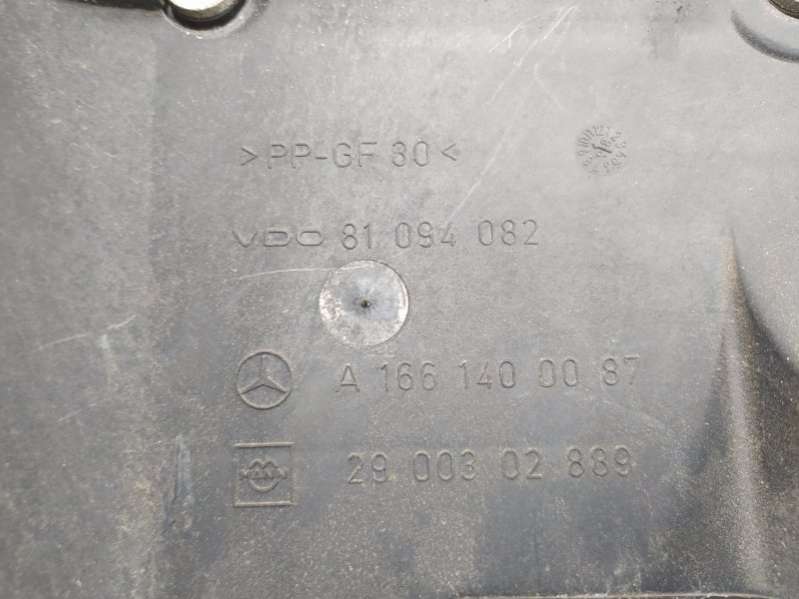 >PP-GF 30<
VDO 81 094 082
A 166 140 00 87
29 003 02 889